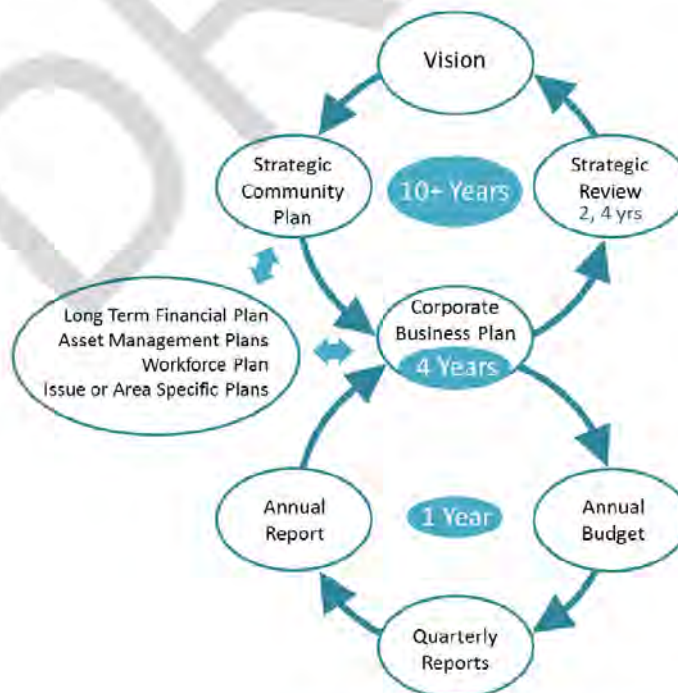 Vision
Strategic
Community
Plan
10+ Years
Strategic
Review
2, 4 yrs
Long Term Financial Plan
Asset Management Plans
Workforce Plan
Issue or Area Specific Plans
Corporate
Business Plan
4 Years
Annual
Report
1 Year
Annual
Budget
Quarterly
Reports